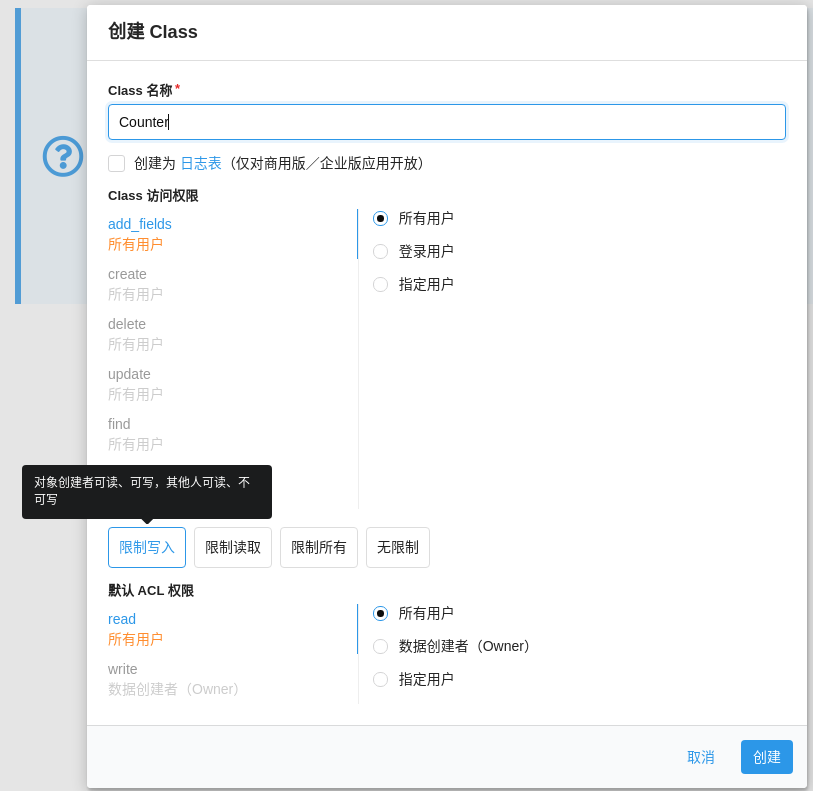 创建 Class
Class 名称*
Counter
创建为 日志表（仅对商用版／企业版应用开放）
Class 访问权限
add_fields
所有用户
create
所有用户
delete
所有用户
update
所有用户
find
所有用户
所有用户
登录用户
指定用户
对象创建者可读、可写，其他人可读、不
可写
限制写入 限制读取 限制所有 无限制
默认 ACL 权限
read
所有用户
write
数据创建者（Owner）
所有用户
数据创建者（Owner）
指定用户
取消 创建